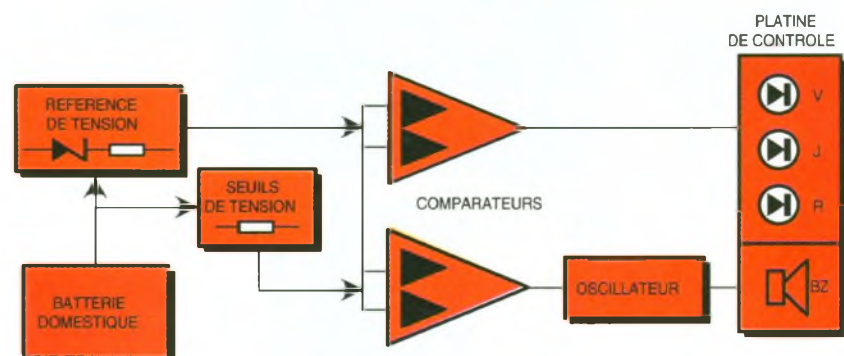 PLATINE
DE CONTROLE
REFERENCE
DE TENSION
V
J
R
SEUILS
DE TENSION
COMPARATEURS
BATTERIE
DOMESTIQUE
OSCILLATEUR
BZ